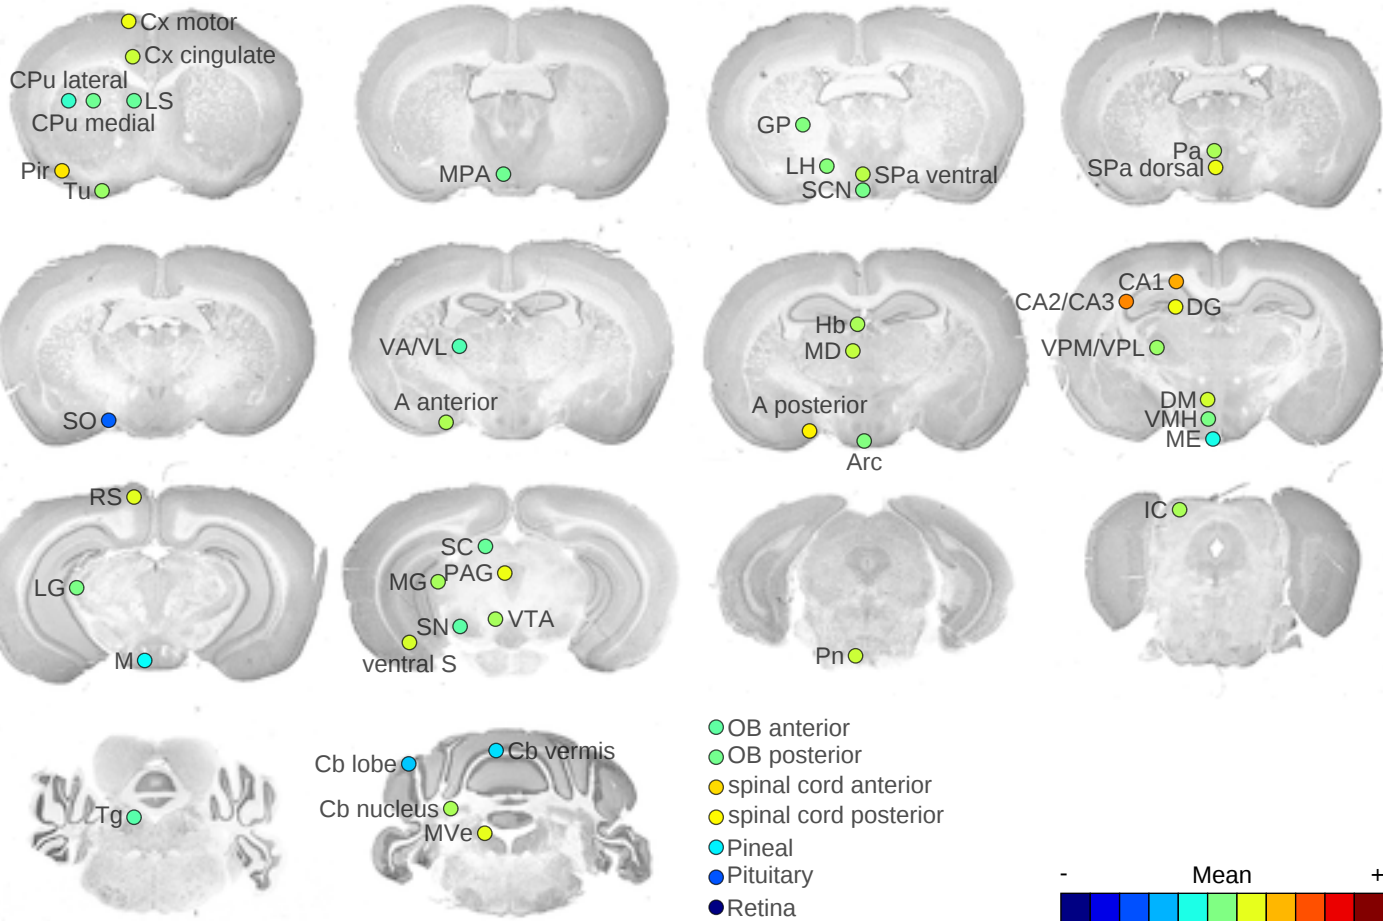 Cx motor
Cx cingulate
CPu lateral
LS
CPu medial
Pir
Tu
MPA
GP
LH
SPa ventral
SCN
Pa
SPa dorsal
SO
VA/VL
A anterior
Hb
MD
A posterior
Arc
CA1
CA2/CA3
DG
VPM/VPL
DM
VMH
ME
RS
LG
M
SC
PAG
MG
VTA
SN
ventral S
Pn
IC
Tg
Cb lobe
Cb vermis
Cb nucleus
MVe
OB anterior
OB posterior
spinal cord anterior
spinal cord posterior
Pineal
Pituitary
Retina
- Mean +